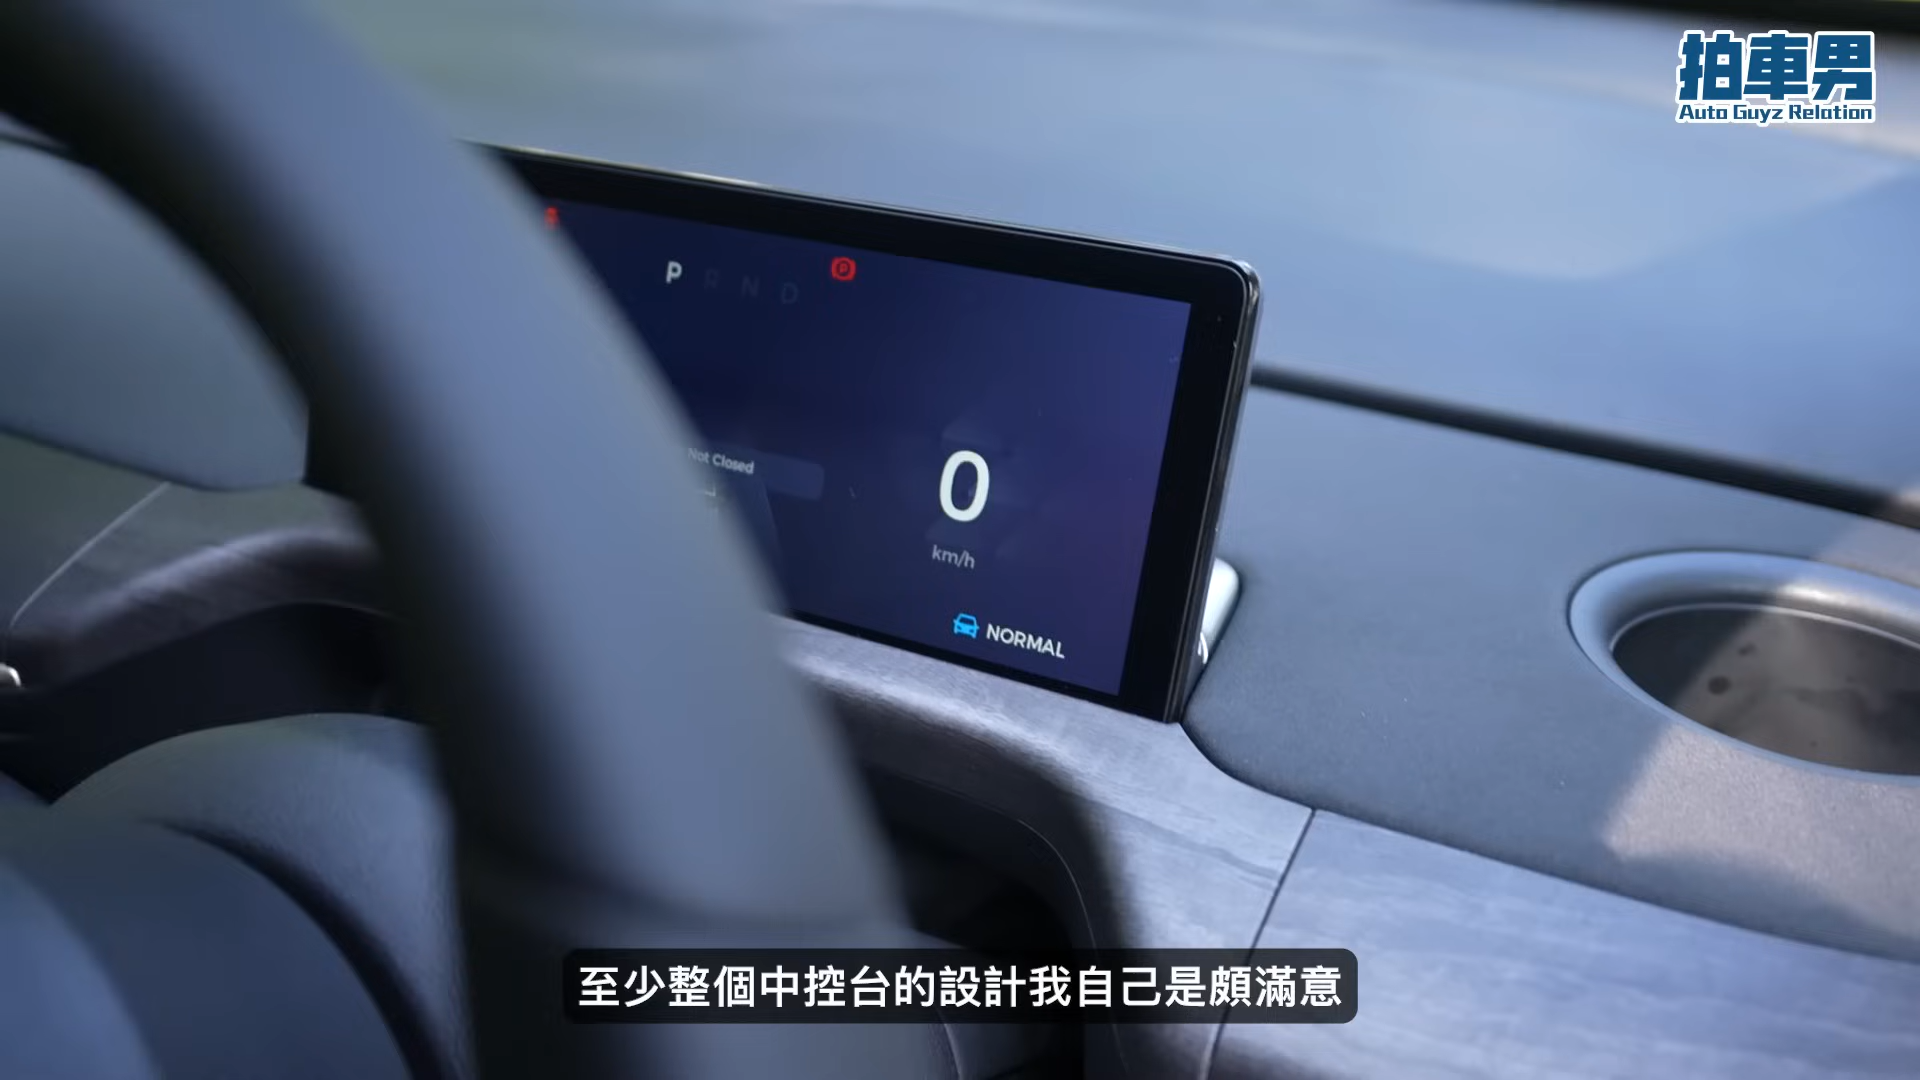 拍車男
Auto Guyz Relation
P R N D
Not Closed
0
km/h
NORMAL
至少整個中控台的設計我自己是頗滿意